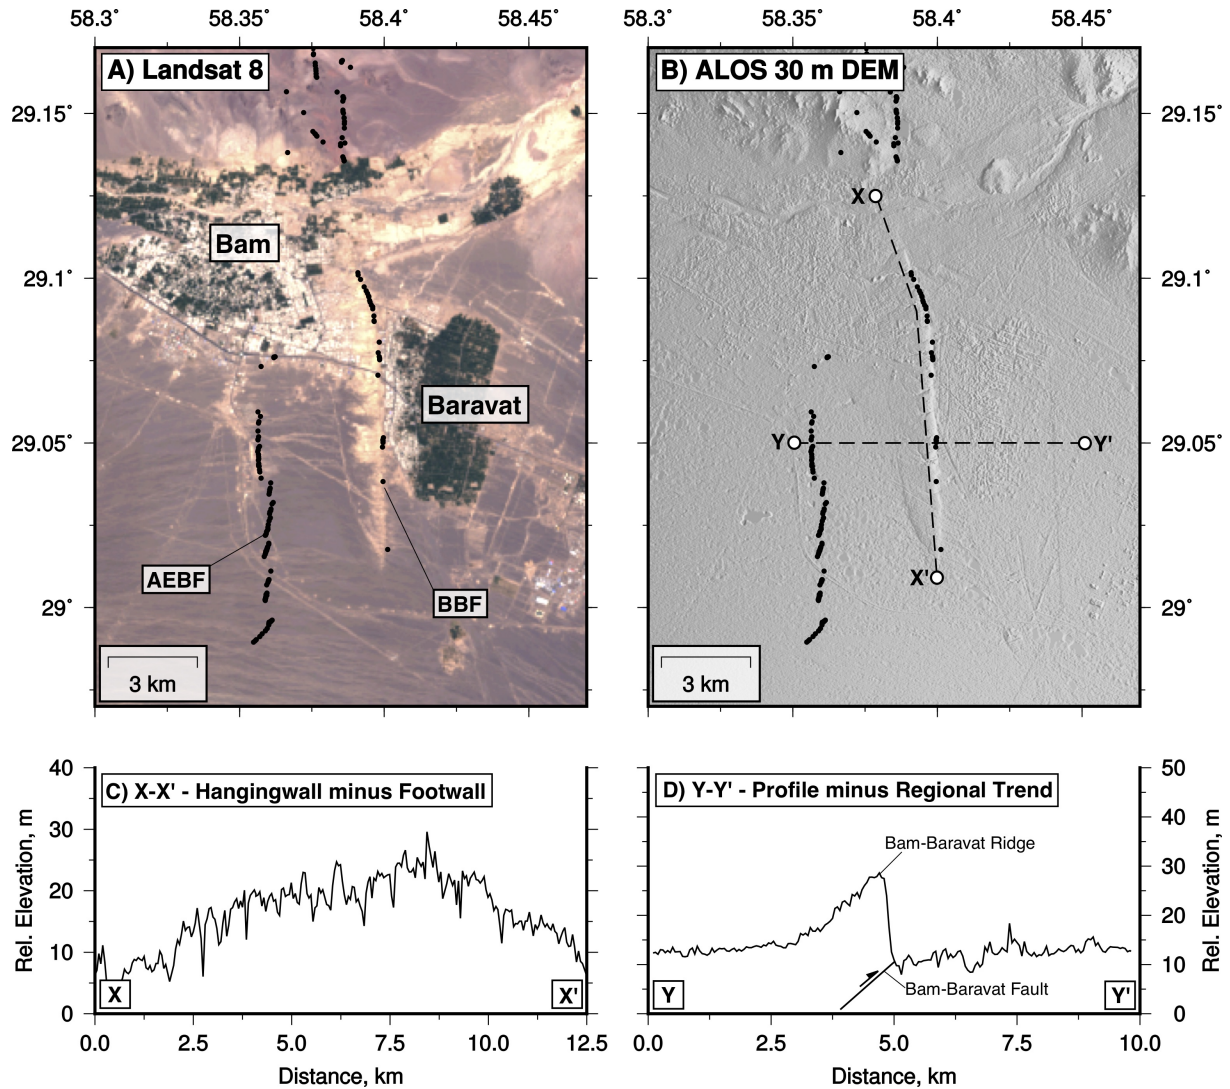 58.3˚ 58.35˚ 58.4˚ 58.45˚ 58.3˚ 58.35˚ 58.4˚ 58.45˚
A) Landsat 8
B) ALOS 30 m DEM
29.15˚ 29.15˚
X
Bam
29.1˚ 29.1˚
Baravat
29.05˚ Y Y' 29.05˚
AEBF
X'
BBF
29˚ 29˚
3 km 3 km
C) X-X' - Hangingwall minus Footwall
D) Y-Y' - Profile minus Regional Trend
40 50
40
Bam-Baravat Ridge
30 30
20 20
10 10
Bam-Baravat Fault
X X' Y Y'
0 0
Rel. Elevation, m
Rel. Elevation, m
0.0 2.5 5.0 7.5 10.0 12.5 0.0 2.5 5.0 7.5 10.0
Distance, km Distance, km